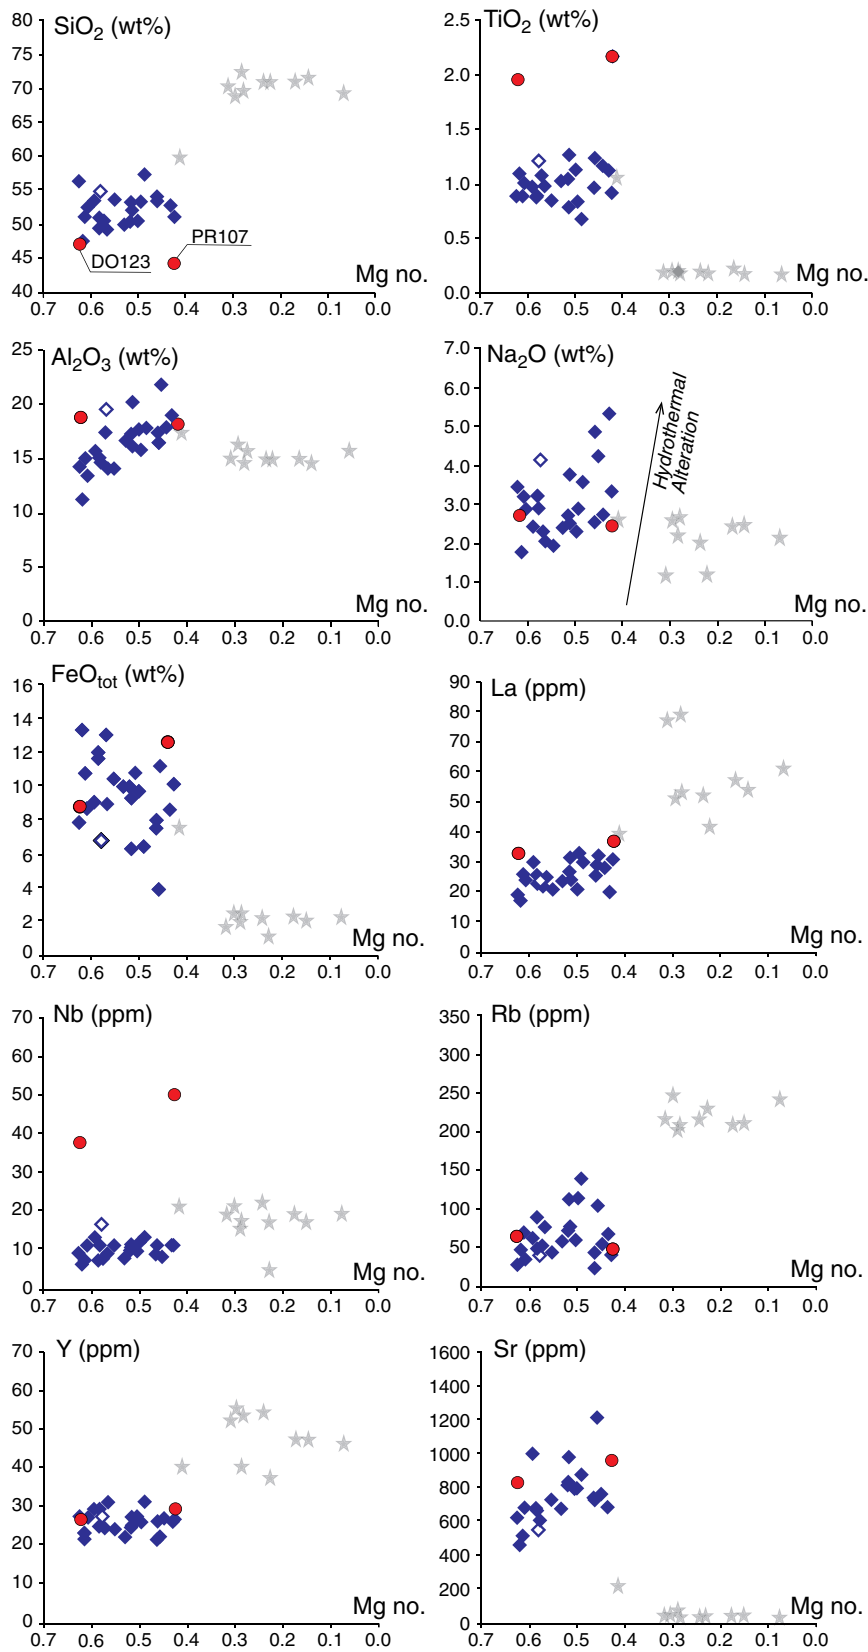 SiO₂ (wt%)
80
75
70
65
60
55
50
45
40
DO123
PR107
Mg no.
0.7 0.6 0.5 0.4 0.3 0.2 0.1 0.0
TiO₂ (wt%)
2.5
2.0
1.5
1.0
0.5
0.0
Mg no.
0.7 0.6 0.5 0.4 0.3 0.2 0.1 0.0
Al₂O₃ (wt%)
25
20
15
10
5
0
Mg no.
0.7 0.6 0.5 0.4 0.3 0.2 0.1 0.0
Na₂O (wt%)
7.0
6.0
5.0
4.0
3.0
2.0
1.0
0.0
Hydrothermal
Alteration
Mg no.
0.7 0.6 0.5 0.4 0.3 0.2 0.1 0.0
FeOtot (wt%)
16
14
12
10
8
6
4
2
0
Mg no.
0.7 0.6 0.5 0.4 0.3 0.2 0.1 0.0
La (ppm)
90
80
70
60
50
40
30
20
10
0
Mg no.
0.7 0.6 0.5 0.4 0.3 0.2 0.1 0.0
Nb (ppm)
70
60
50
40
30
20
10
0
Mg no.
0.7 0.6 0.5 0.4 0.3 0.2 0.1 0.0
Rb (ppm)
350
300
250
200
150
100
50
0
Mg no.
0.7 0.6 0.5 0.4 0.3 0.2 0.1 0.0
Y (ppm)
70
60
50
40
30
20
10
0
Mg no.
0.7 0.6 0.5 0.4 0.3 0.2 0.1 0.0
Sr (ppm)
1600
1400
1200
1000
800
600
400
200
0
Mg no.
0.7 0.6 0.5 0.4 0.3 0.2 0.1 0.0